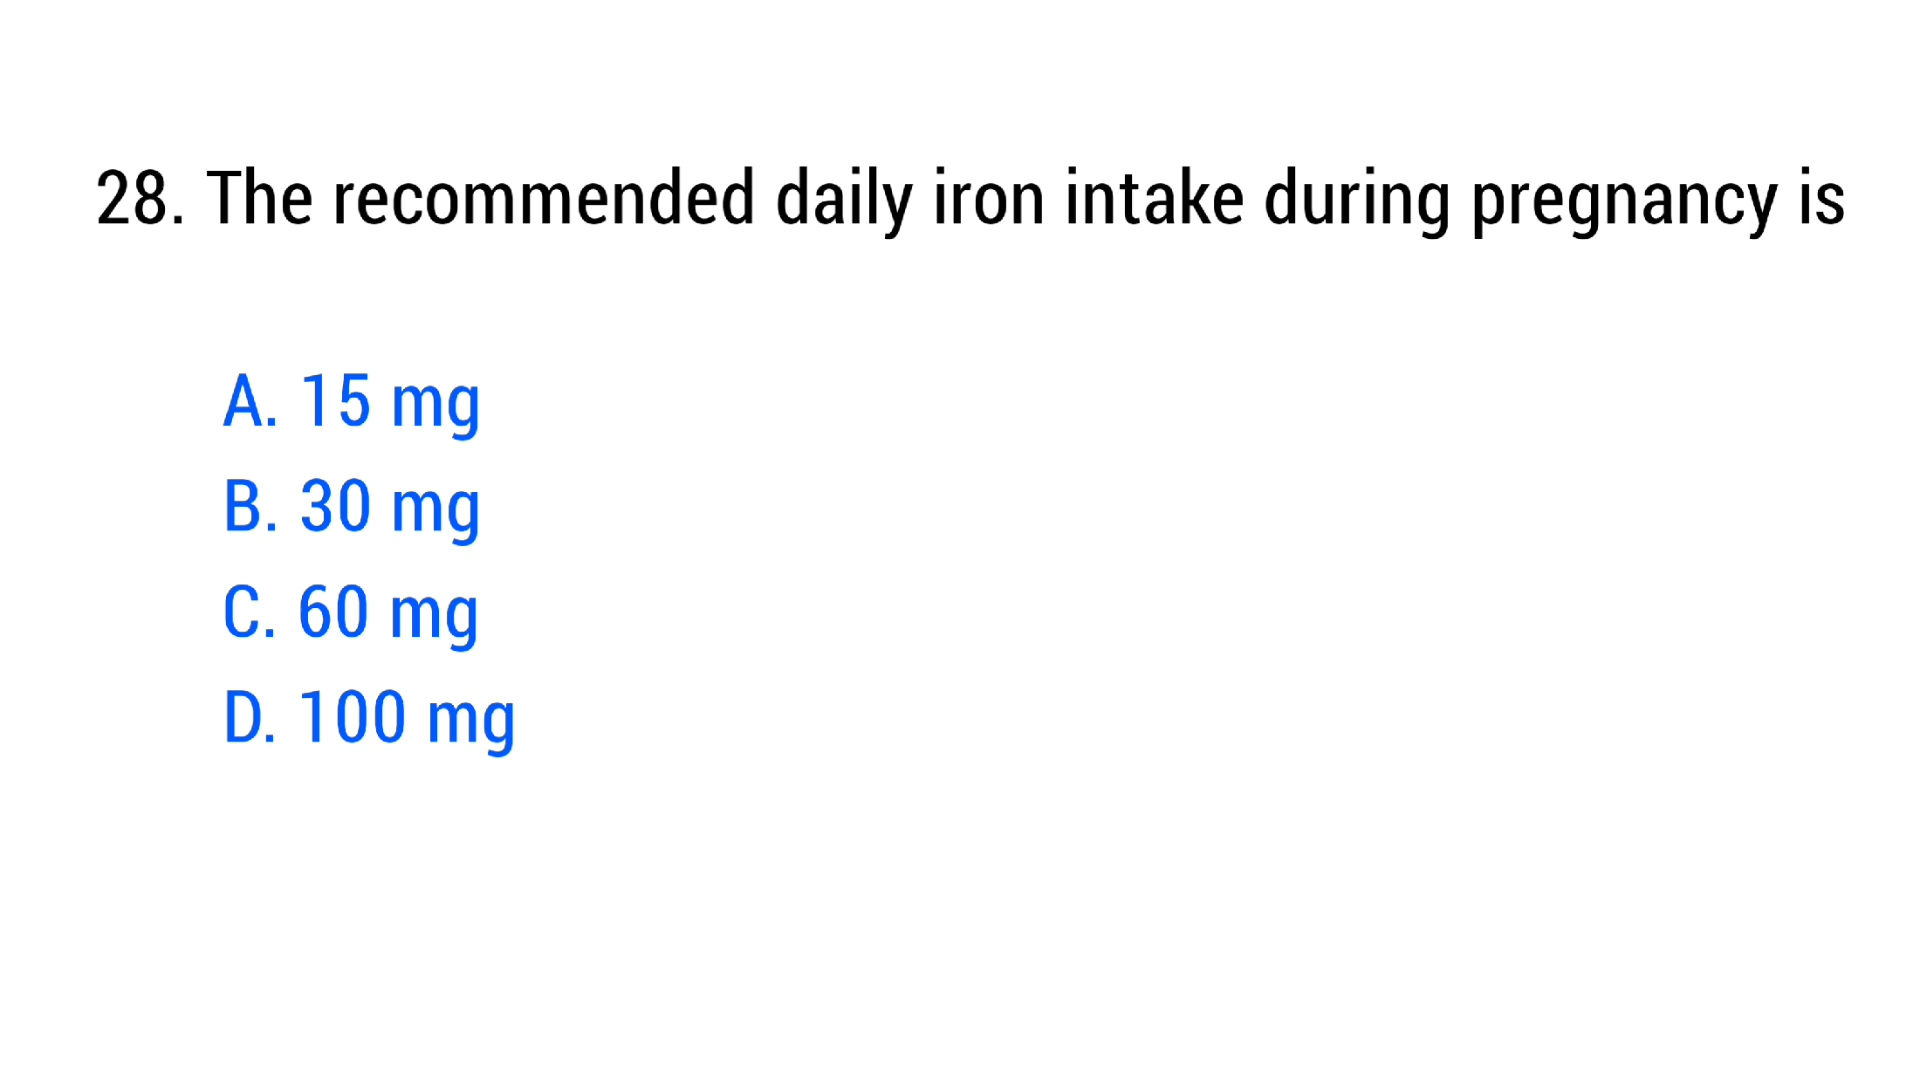 28. The recommended daily iron intake during pregnancy is
A. 15 mg
B. 30 mg
C. 60 mg
D. 100 mg